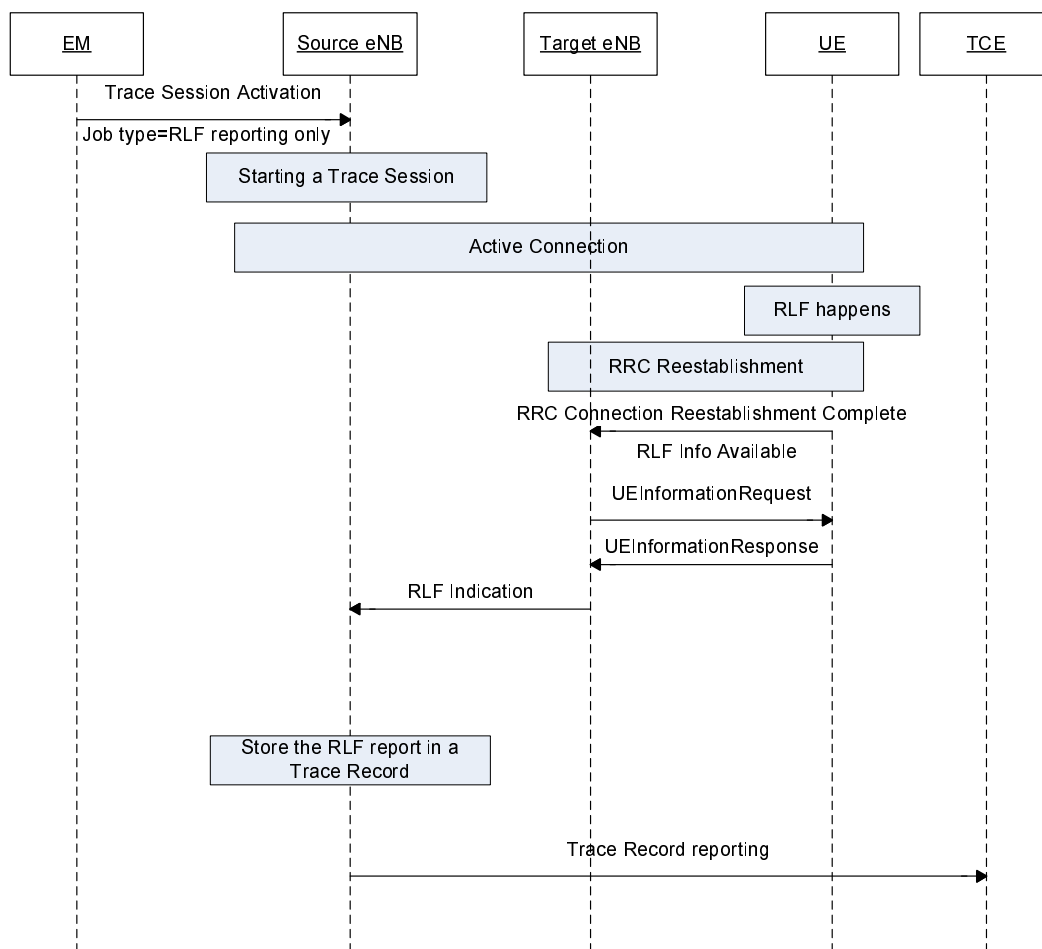 EM
Source eNB
Target eNB
UE
TCE
Trace Session Activation
Job type=RLF reporting only
Starting a Trace Session
Active Connection
RLF happens
RRC Reestablishment
RRC Connection Reestablishment Complete
RLF Info Available
UEInformationRequest
UEInformationResponse
RLF Indication
Store the RLF report in a
Trace Record
Trace Record reporting